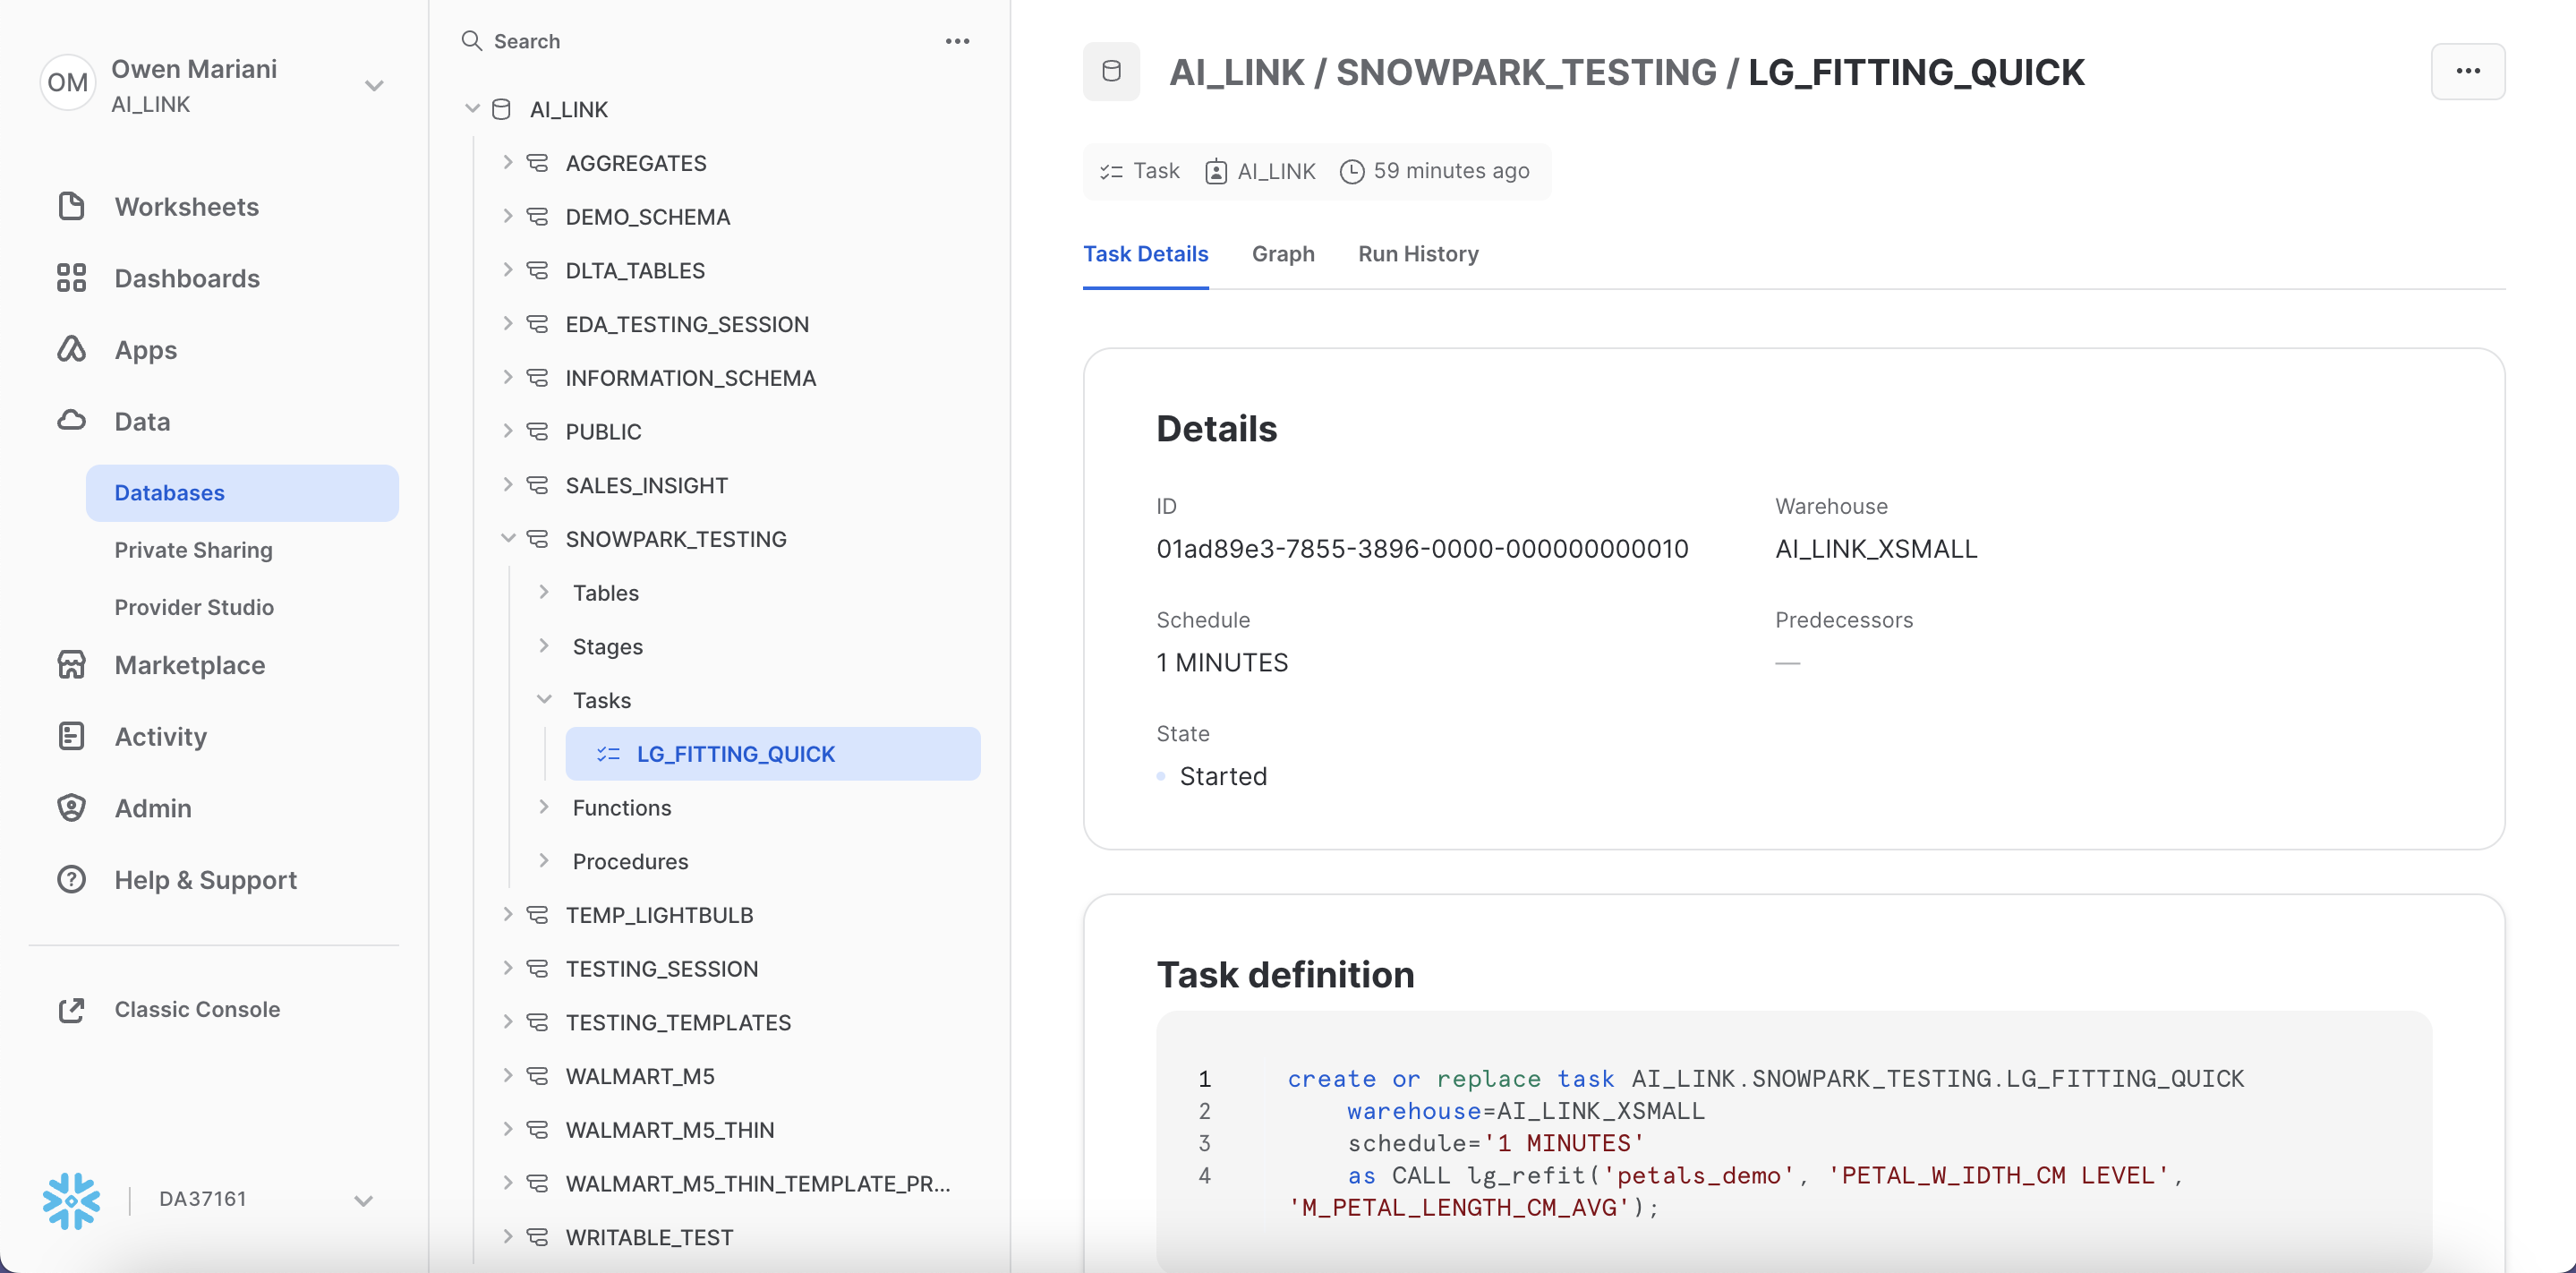 OM
Owen Mariani
AI_LINK
Worksheets
Dashboards
Apps
Data
Databases
Private Sharing
Provider Studio
Marketplace
Activity
Admin
Help & Support
Classic Console
DA37161
Search
AI_LINK
AGGREGATES
DEMO_SCHEMA
DLTA_TABLES
EDA_TESTING_SESSION
INFORMATION_SCHEMA
PUBLIC
SALES_INSIGHT
SNOWPARK_TESTING
Tables
Stages
Tasks
LG_FITTING_QUICK
Functions
Procedures
TEMP_LIGHTBULB
TESTING_SESSION
TESTING_TEMPLATES
WALMART_M5
WALMART_M5_THIN
WALMART_M5_THIN_TEMPLATE_PR...
WRITABLE_TEST
AI_LINK / SNOWPARK_TESTING / LG_FITTING_QUICK
Task AI_LINK 59 minutes ago
Task Details Graph Run History
Details
ID
01ad89e3-7855-3896-0000-000000000010
Warehouse
AI_LINK_XSMALL
Schedule
1 MINUTES
Predecessors
—
State
Started
Task definition
1 create or replace task AI_LINK.SNOWPARK_TESTING.LG_FITTING_QUICK
2 warehouse=AI_LINK_XSMALL
3 schedule='1 MINUTES'
4 as CALL lg_refit('petals_demo', 'PETAL_W_IDTH_CM LEVEL',
'M_PETAL_LENGTH_CM_AVG');